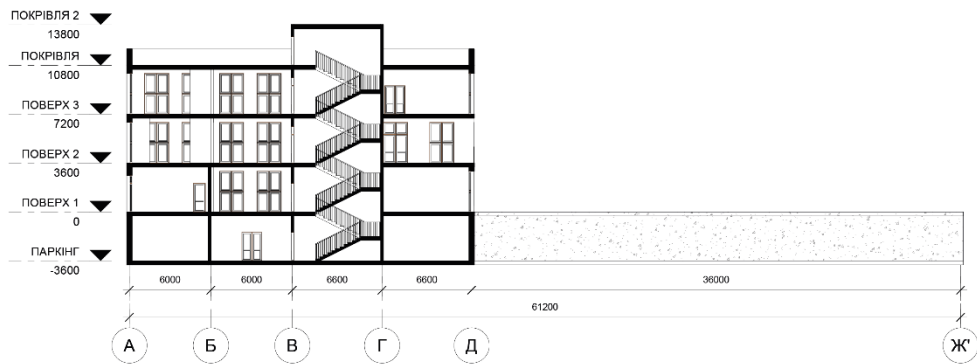 ПОКРІВЛЯ 2
13800
ПОКРІВЛЯ
10800
ПОВЕРХ 3
7200
ПОВЕРХ 2
3600
ПОВЕРХ 1
0
ПАРКІНГ
-3600
6000 6000 6600 6600 36000
61200
А Б В Г Д Ж'